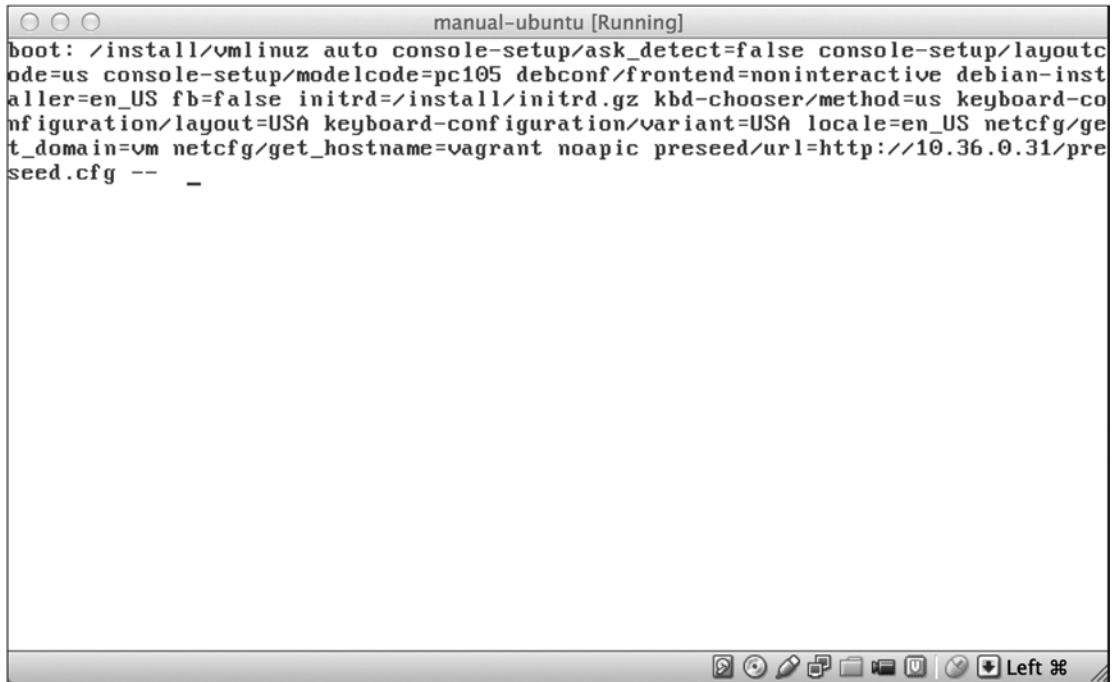 manual-ubuntu [Running]
boot: /install/vmlinuz auto console-setup/ask_detect=false console-setup/layoutc
ode=us console-setup/modelcode=pc105 debconf/frontend=noninteractive debian-inst
aller=en_US fb=false initrd=/install/initrd.gz kbd-chooser/method=us keyboard-co
nfiguration/layout=USA keyboard-configuration/variant=USA locale=en_US netcfg/ge
t_domain=vm netcfg/get_hostname=vagrant noapic preseed/url=http://10.36.0.31/pre
seed.cfg -- _
Left ⌘